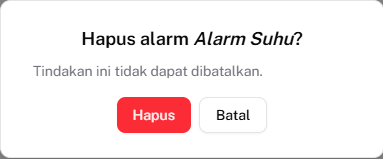 Hapus alarm Alarm Suhu?
Tindakan ini tidak dapat dibatalkan.
Hapus
Batal